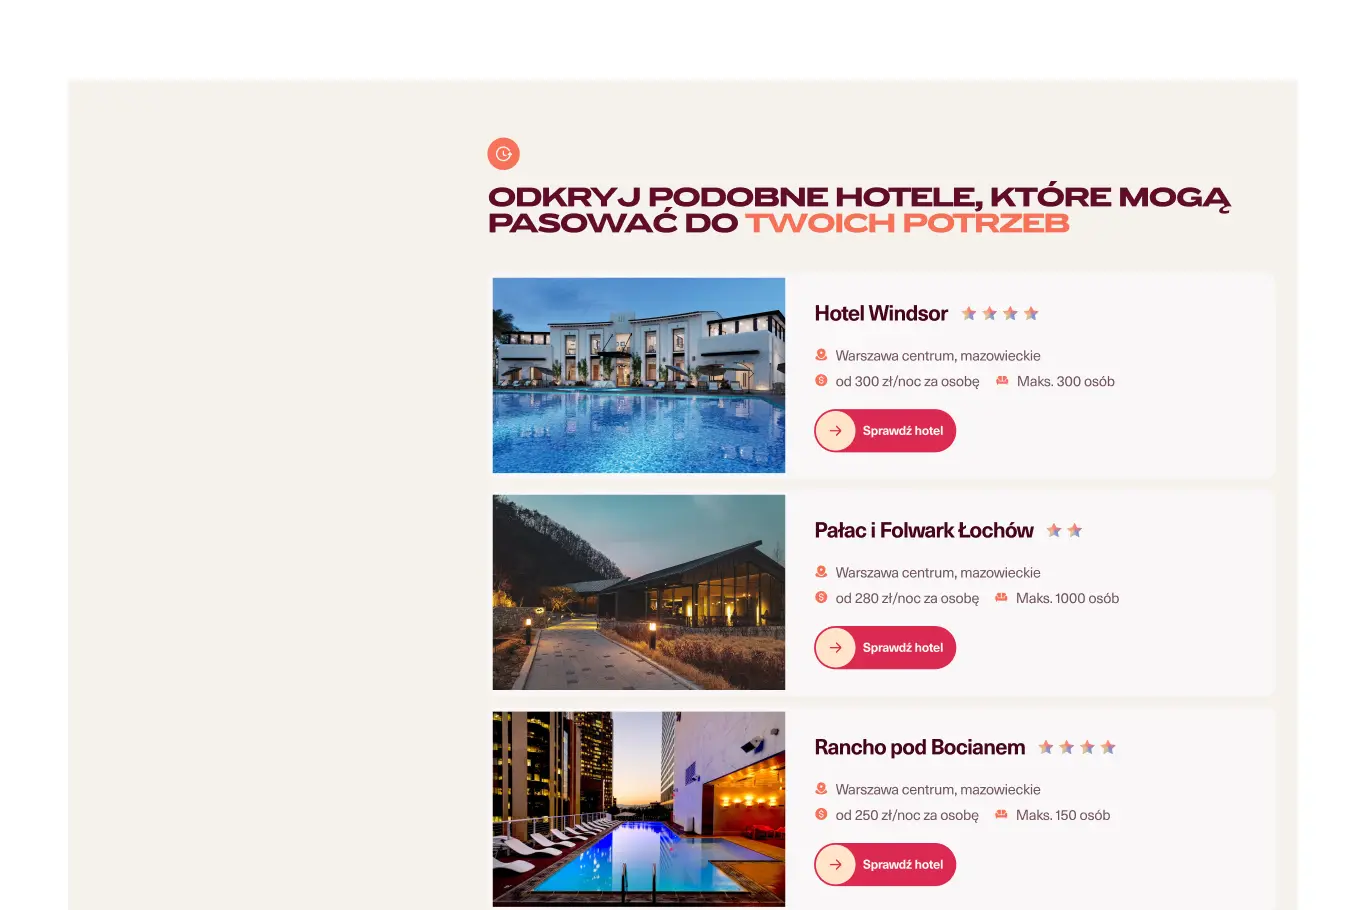 ODKRYJ PODOBNE HOTELE, KTÓRE MOGĄ
PASOWAĆ DO TWOICH POTRZEB
Hotel Windsor
Warszawa centrum, mazowieckie
od 300 zł/noc za osobę Maks. 300 osób
Sprawdź hotel
Pałac i Folwark Łochów
Warszawa centrum, mazowieckie
od 280 zł/noc za osobę Maks. 1000 osób
Sprawdź hotel
Rancho pod Bocianem
Warszawa centrum, mazowieckie
od 250 zł/noc za osobę Maks. 150 osób
Sprawdź hotel